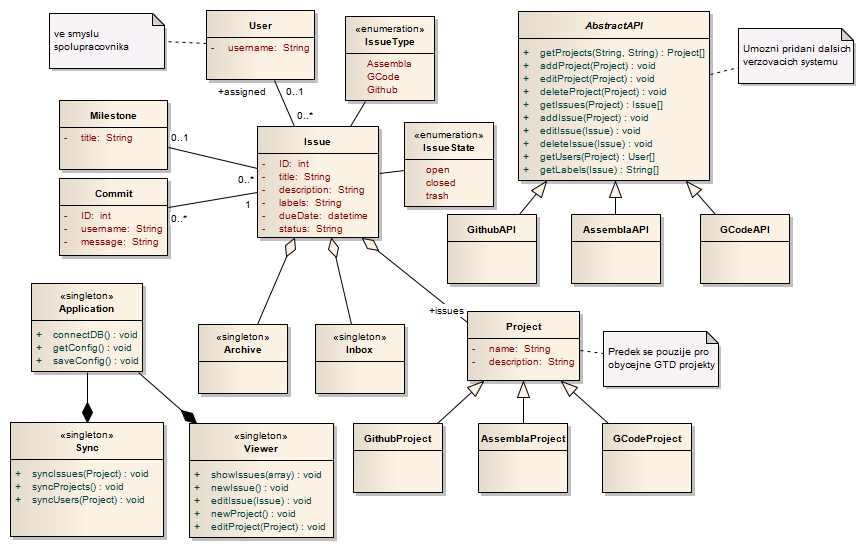 ve smyslu
spolupracovnika
User
- username: String
«enumeration»
IssueType
Assembla
GCode
Github
AbstractAPI
+ getProjects(String, String) : Project[]
+ addProject(Project) : void
+ editProject(Project) : void
+ deleteProject(Project) : void
+ getIssues(Project) : Issue[]
+ addIssue(Project) : void
+ editIssue(Issue) : void
+ deleteIssue(Issue) : void
+ getUsers(Project) : User[]
+ getLabels(Issue) : String[]
Umozni pridani dalsich
verzovacich systemu
+assigned 0..1
0..*
Milestone
- title: String
0..1
0..*
Issue
- ID: int
- title: String
- description: String
- labels: String
- dueDate: datetime
- status: String
«enumeration»
IssueState
open
closed
trash
Commit
- ID: int
- username: String
- message: String
0..*
1
GithubAPI
AssemblaAPI
GCodeAPI
«singleton»
Application
+ connectDB() : void
+ getConfig() : void
+ saveConfig() : void
«singleton»
Archive
«singleton»
Inbox
+issues
Project
- name: String
- description: String
Predek se pouzije pro
obycejne GTD projekty
«singleton»
Sync
+ syncIssues(Project) : void
+ syncProjects() : void
+ syncUsers(Project) : void
«singleton»
Viewer
+ showIssues(array) : void
+ newIssue() : void
+ editIssue(Issue) : void
+ newProject() : void
+ editProject(Project) : void
GithubProject
AssemblaProject
GCodeProject